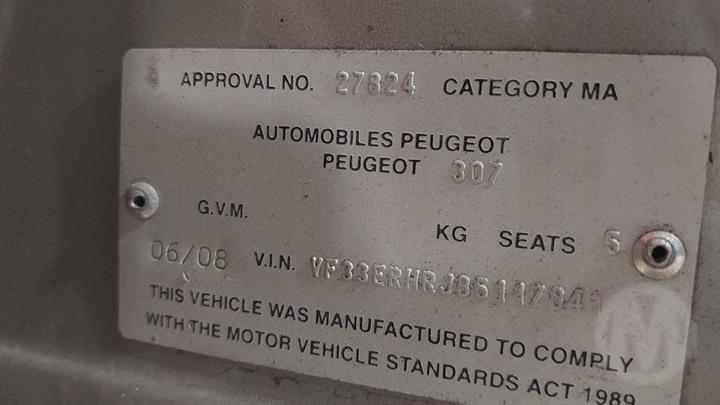 APPROVAL NO. 27824 CATEGORY MA
AUTOMOBILES PEUGEOT
PEUGEOT 307
G.V.M. KG SEATS 5
06/08 V.I.N.
THIS VEHICLE WAS MANUFACTURED TO COMPLY
WITH THE MOTOR VEHICLE STANDARDS ACT 1989